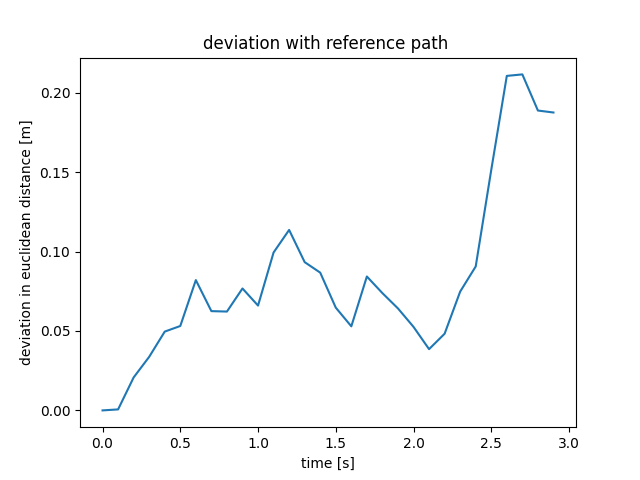 deviation with reference path
deviation in euclidean distance [m]
0.20
0.15
0.10
0.05
0.00
0.0 0.5 1.0 1.5 2.0 2.5 3.0
time [s]